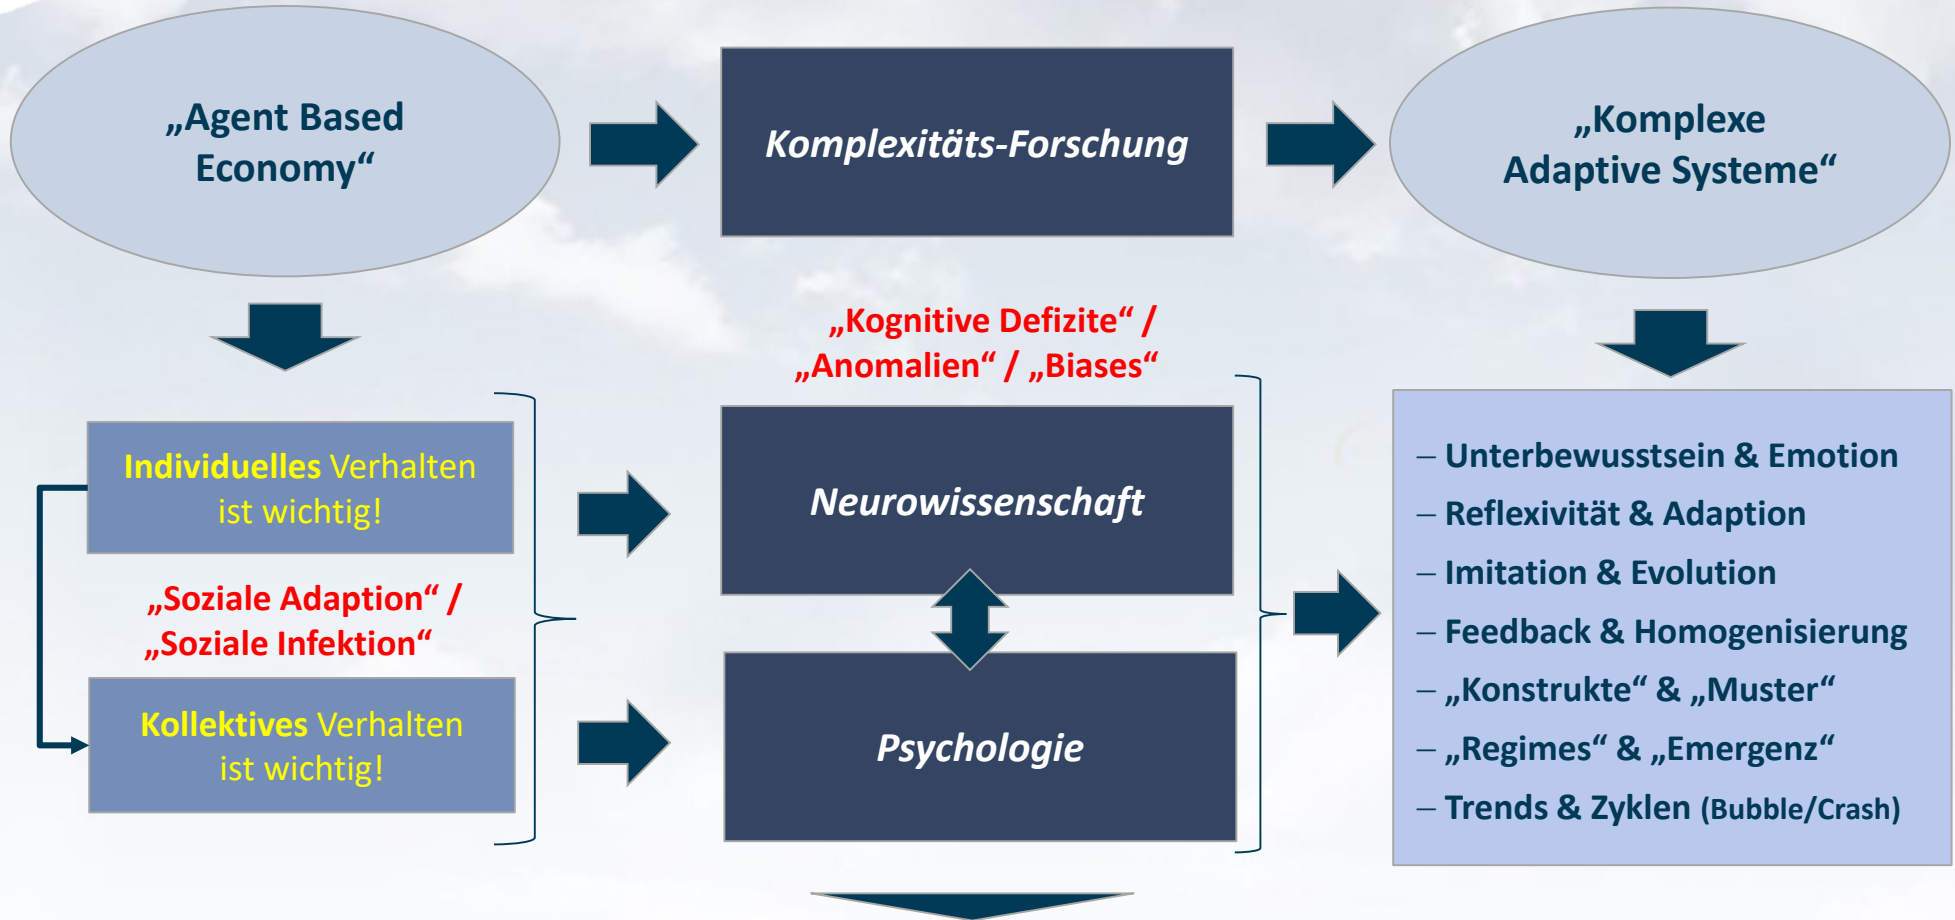 „Agent Based
Economy“
Komplexitäts-Forschung
„Komplexe
Adaptive Systeme“
„Kognitive Defizite“ /
„Anomalien“ / „Biases“
Individuelles Verhalten
ist wichtig!
„Soziale Adaption“ /
„Soziale Infektion“
Kollektives Verhalten
ist wichtig!
Neurowissenschaft
Psychologie
– Unterbewusstsein & Emotion
– Reflexivität & Adaption
– Imitation & Evolution
– Feedback & Homogenisierung
– „Konstrukte“ & „Muster“
– „Regimes“ & „Emergenz“
– Trends & Zyklen (Bubble/Crash)